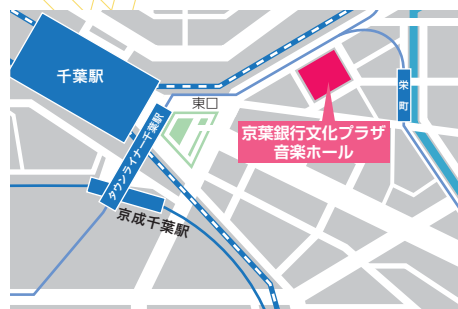 千葉駅
東口
栄町
タウンライナー千葉駅
京葉銀行文化プラザ
音楽ホール
京成千葉駅